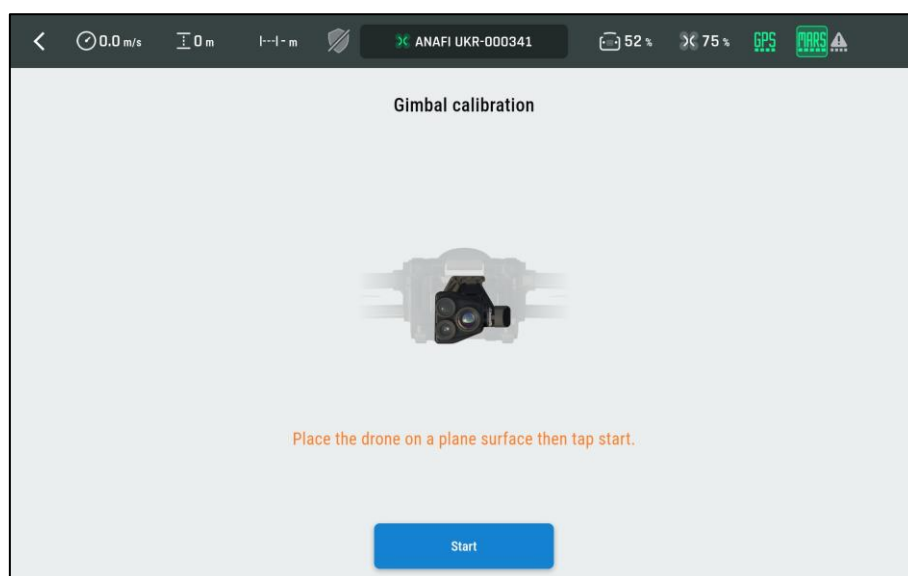 0.0 m/s 0 m - m ANAFI UKR-000341 52 % 75 % GPS MARS
Gimbal calibration
Place the drone on a plane surface then tap start.
Start